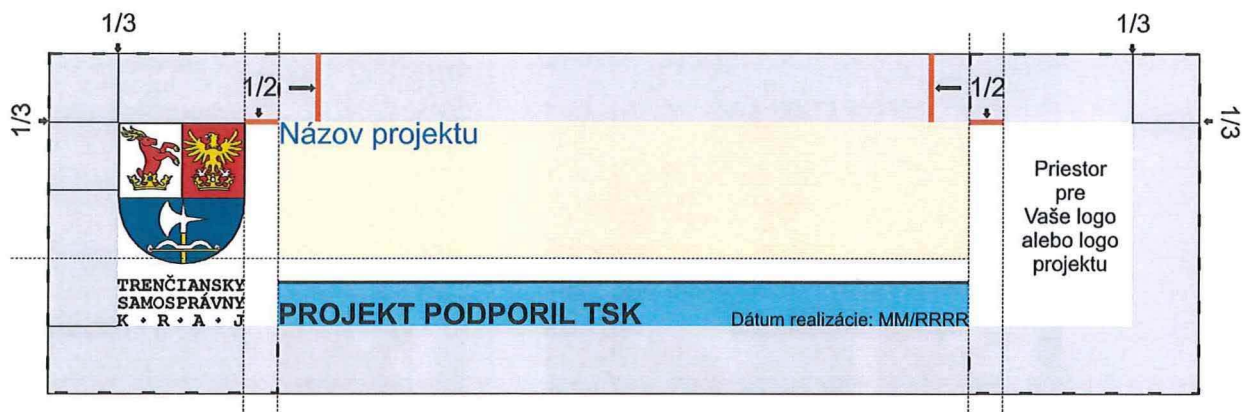 1/3
1/3
1/2
1/2
1/3
1/3
Názov projektu
Priestor
pre
Vaše logo
alebo logo
projektu
TRENČIANSKY
SAMOSPRÁVNY
K · R · A · J
PROJEKT PODPORIL TSK
Dátum realizácie: MM/RRRR